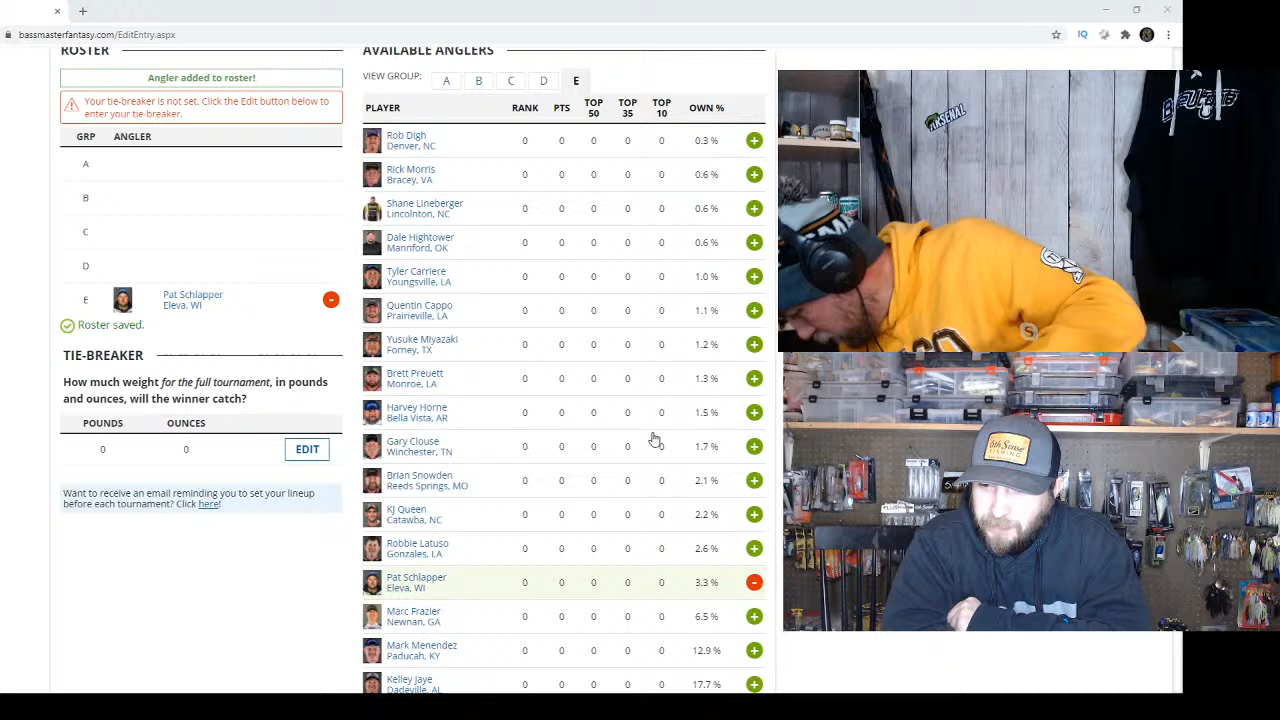 bassmasterfantasy.com/EditEntry.aspx
IQ
ROSTER
Angler added to roster!
Your tie-breaker is not set. Click the Edit button below to
enter your tie-breaker.
GRP ANGLER
A
B
C
D
E Pat Schlapper
Eleva, WI
Roster saved.
TIE-BREAKER
How much weight for the full tournament, in pounds
and ounces, will the winner catch?
POUNDS OUNCES
0 0 EDIT
Want to receive an email reminding you to set your lineup
before each tournament? Click here!
AVAILABLE ANGLERS
VIEW GROUP: A B C D E
PLAYER RANK PTS TOP 50 TOP 35 TOP 10 OWN %
Rob Digh
Denver, NC 0 0 0 0 0 0.3 %
Rick Morris
Bracey, VA 0 0 0 0 0 0.6 %
Shane Lineberger
Lincolnton, NC 0 0 0 0 0 0.6 %
Dale Hightower
Mannford, OK 0 0 0 0 0 0.6 %
Tyler Carriere
Youngsville, LA 0 0 0 0 0 1.0 %
Quentin Cappo
Prairieville, LA 0 0 0 0 0 1.1 %
Yusuke Miyazaki
Forney, TX 0 0 0 0 0 1.2 %
Brett Preuett
Monroe, LA 0 0 0 0 0
Harvey Horne
Bella Vista, AR 0 0 0 0 0 1.5 %
Gary Clouse
Winchester, TN 0 0 0 0 0 1.7 %
Brian Snowden
Reeds Springs, MO 0 0 0 0 0 2.1 %
KJ Queen
Catawba, NC 0 0 0 0 0 2.2 %
Robbie Latuso
Gonzales, LA 0 0 0 0 0 2.6 %
Pat Schlapper
Eleva, WI 0 0 0 0 0 3.3 %
Marc Frazier
Newnan, GA 0 0 0 0 0 6.5 %
Mark Menendez
Paducah, KY 0 0 0 0 0 12.9 %
Kelley Jaye
Dadeville, AL 0 0 0 0 0 17.7 %
ARSENAL
6th Sense
FISHING